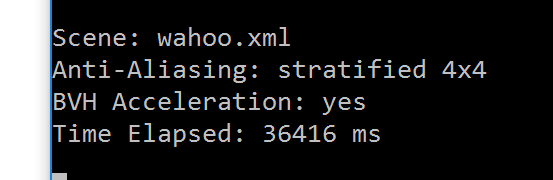 Scene: wahoo.xml
Anti-Aliasing: stratified 4x4
BVH Acceleration: yes
Time Elapsed: 36416 ms